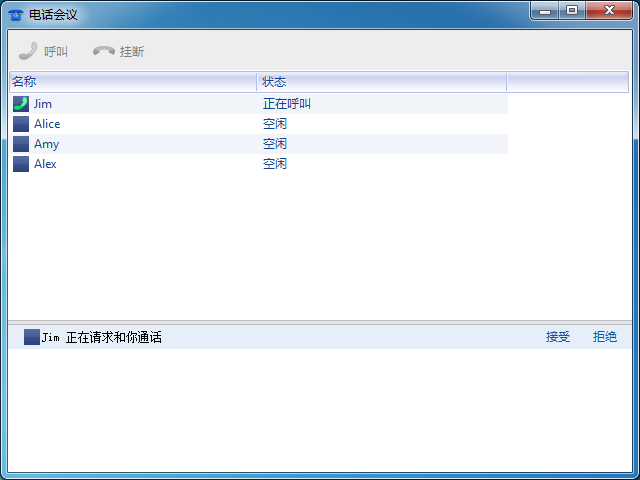 电话会议
呼叫 挂断
名称 状态
Jim 正在呼叫
Alice 空闲
Amy 空闲
Alex 空闲
Jim 正在请求和你通话 接受 拒绝